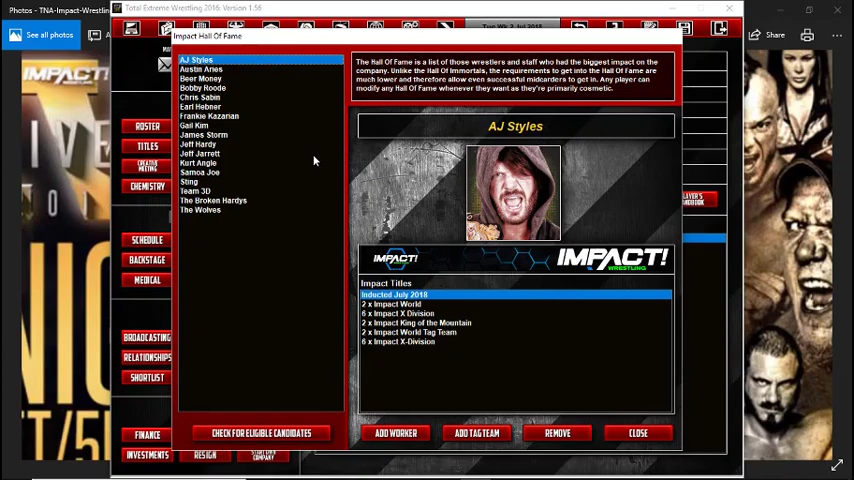 Photos - TNA-Impact-Wrestling
Total Extreme Wrestling 2016: Version 1.56
See all photos
Share
Tue Wk 2 Jul 2018
Impact Hall Of Fame
AJ Styles
Austin Aries
Beer Money
Bobby Roode
Chris Sabin
Earl Hebner
Frankie Kazarian
Gail Kim
James Storm
Jeff Hardy
Jeff Jarrett
Kurt Angle
Samoa Joe
Sting
Team 3D
The Broken Hardys
The Wolves
CHECK FOR ELIGIBLE CANDIDATES
The Hall Of Fame is a list of those wrestlers and staff who had the biggest impact on the
company. Unlike the Hall Of Immortals, the requirements to get into the Hall Of Fame are
much lower and therefore allow even successful midcarders to get in. Any player can
modify any Hall Of Fame whenever they want as they're primarily cosmetic.
AJ Styles
IMPACT!
IMPACT!
WRESTLING
Impact Titles
Inducted July 2018
2 x Impact World
6 x Impact X Division
2 x Impact King of the Mountain
2 x Impact World Tag Team
6 x Impact X-Division
ADD WORKER
ADD TAG TEAM
REMOVE
CLOSE
ROSTER
TITLES
CREATIVE
MEETING
CHEMISTRY
SCHEDULE
BACKSTAGE
MEDICAL
BROADCASTING
RELATIONSHIPS
SHORTLIST
FINANCE
INVESTMENTS
DESIGN
START OWN
COMPANY
IMPACT